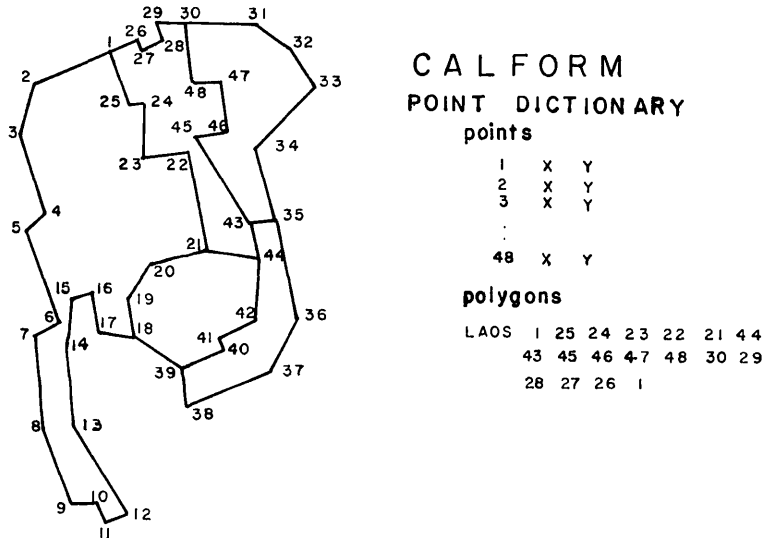 29 30 31
26
1 27 28 32
2 48 47 33
25 24
3 45 46
34
23 22
4
5 43 35
21
20 44
15 16 19
6 42 36
7 17 18 41
14 40
39 37
38
8 13
9 10
12
11
CALFORM
POINT DICTIONARY
points
1 X Y
2 X Y
3 X Y
:
48 X Y
polygons
LAOS 1 25 24 23 22 21 44
43 45 46 47 48 30 29
28 27 26 1